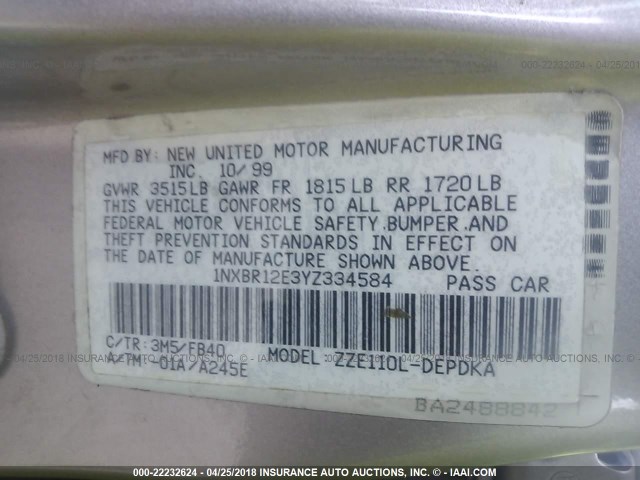 MFD BY: NEW UNITED MOTOR MANUFACTURING
INC. 10/99
GVWR 3515LB GAWR FR 1815LB RR 1720LB
THIS VEHICLE CONFORMS TO ALL APPLICABLE
FEDERAL MOTOR VEHICLE SAFETY BUMPER AND
THEFT PREVENTION STANDARDS IN EFFECT ON
THE DATE OF MANUFACTURE SHOWN ABOVE.
1NXBR12E3YZ334584 PASS CAR
C/TR: 3M5/FB40 MODEL: ZZE110L-DEPDKA
A/TM -01A/A245E
BA2488842
000-22232624 - 04/25/2018 INSURANCE AUTO AUCTIONS, INC. - © IAAI.COM